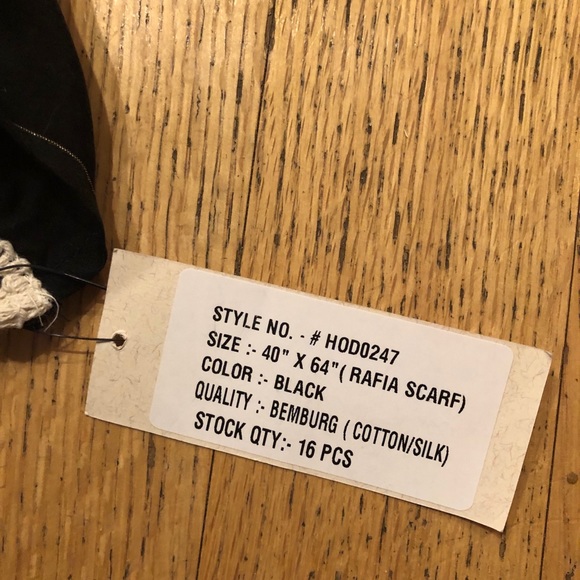 STYLE NO. - # HOD0247
SIZE :- 40" X 64" ( RAFIA SCARF)
COLOR :- BLACK
QUALITY :- BEMBURG ( COTTON/SILK)
STOCK QTY:- 16 PCS